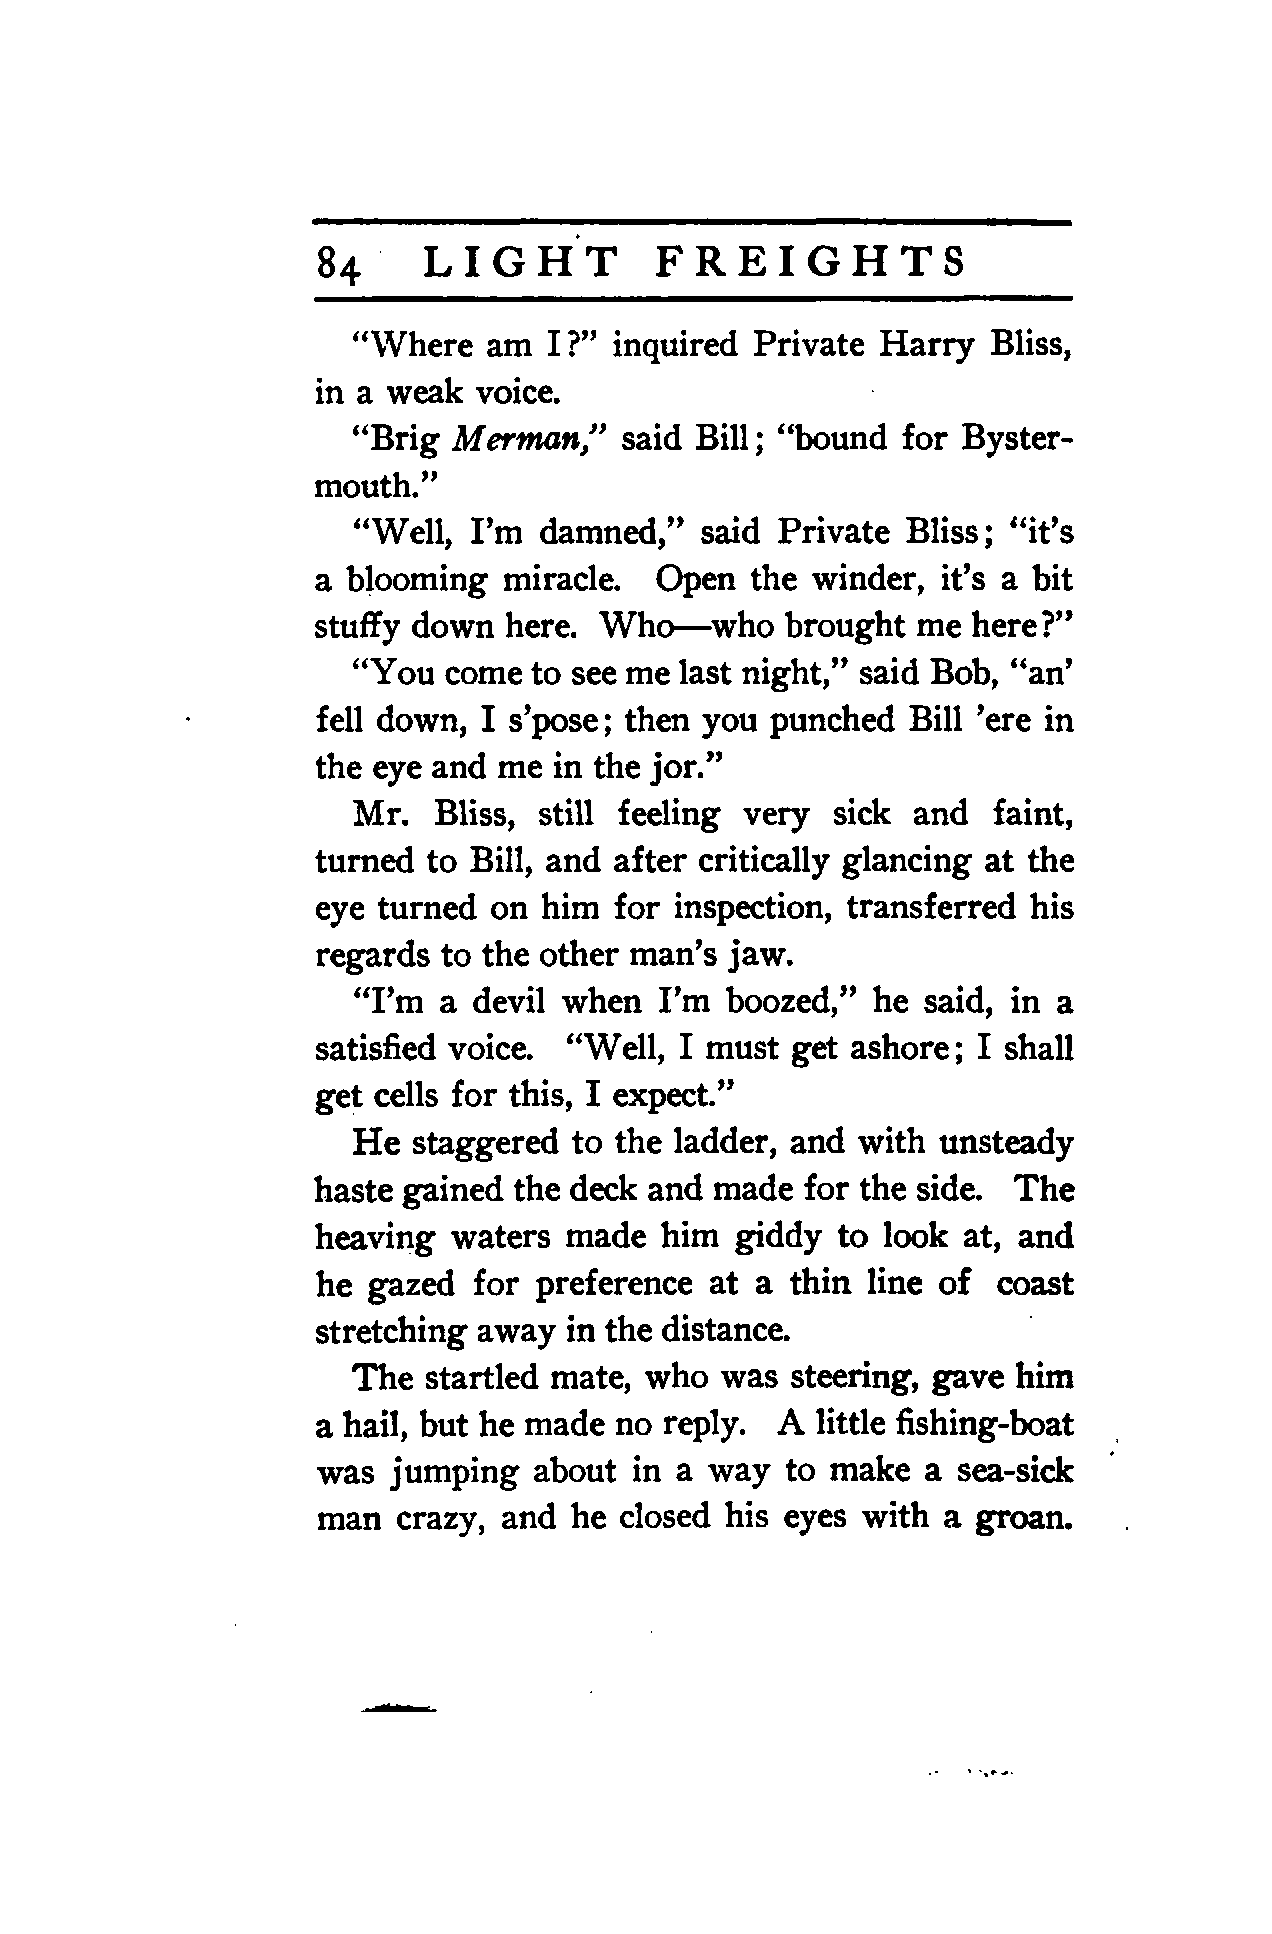 84 LIGHT FREIGHTS
“Where am I?” inquired Private Harry Bliss,
in a weak voice.
“Brig Merman,” said Bill; “bound for Byster-
mouth.”
“Well, I’m damned,” said Private Bliss; “it’s
a blooming miracle. Open the winder, it’s a bit
stuffy down here. Who—who brought me here?”
“You come to see me last night,” said Bob, “an’
fell down, I s’pose; then you punched Bill ’ere in
the eye and me in the jor.”
Mr. Bliss, still feeling very sick and faint,
turned to Bill, and after critically glancing at the
eye turned on him for inspection, transferred his
regards to the other man’s jaw.
“I’m a devil when I’m boozed,” he said, in a
satisfied voice. “Well, I must get ashore; I shall
get cells for this, I expect.”
He staggered to the ladder, and with unsteady
haste gained the deck and made for the side. The
heaving waters made him giddy to look at, and
he gazed for preference at a thin line of coast
stretching away in the distance.
The startled mate, who was steering, gave him
a hail, but he made no reply. A little fishing-boat
was jumping about in a way to make a sea-sick
man crazy, and he closed his eyes with a groan.